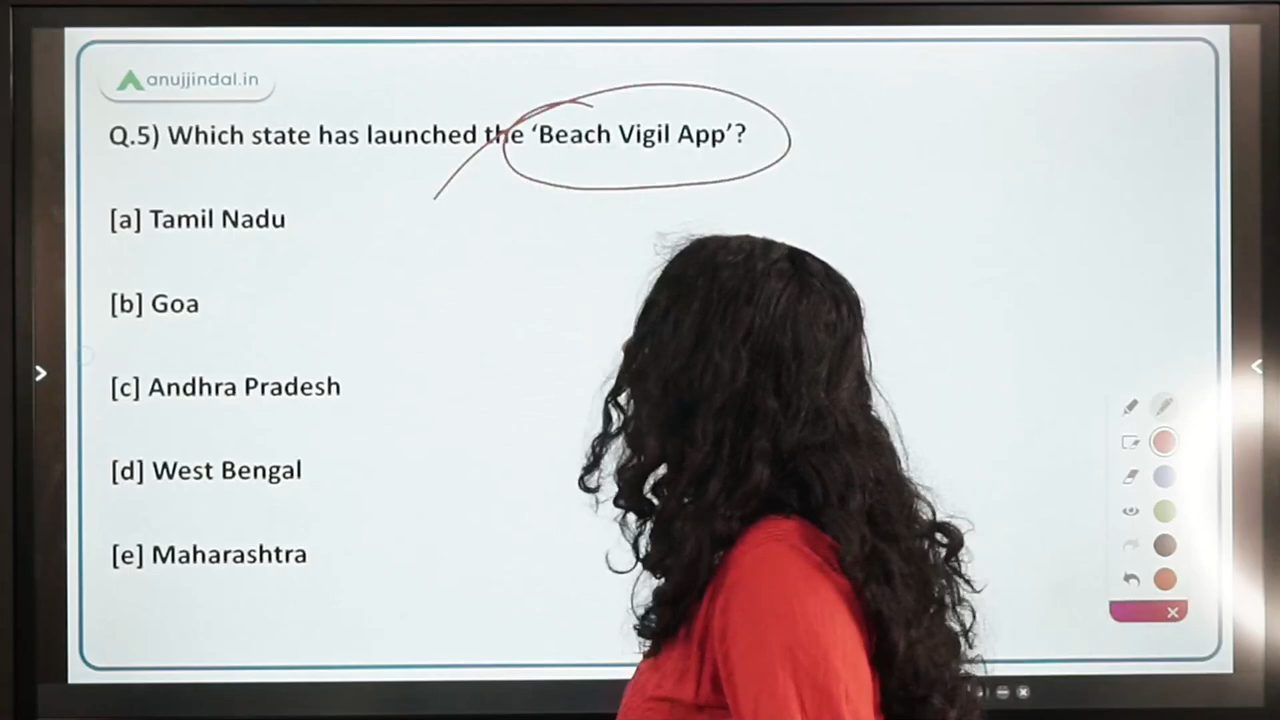 anujjindal.in
Q.5) Which state has launched the ‘Beach Vigil App’?
[a] Tamil Nadu
[b] Goa
[c] Andhra Pradesh
[d] West Bengal
[e] Maharashtra